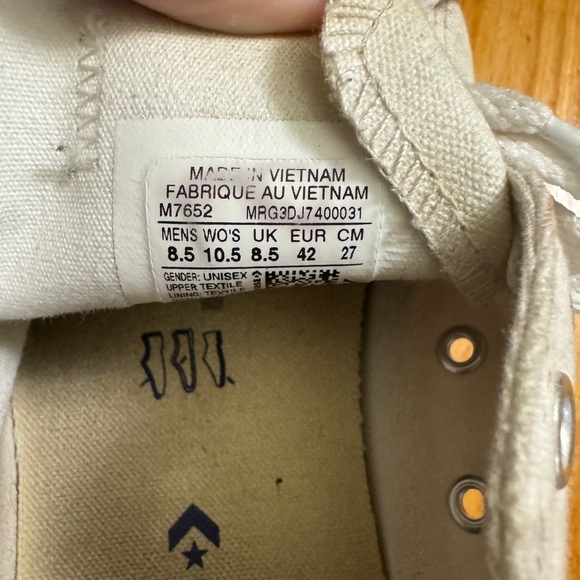 MADE IN VIETNAM
FABRIQUE AU VIETNAM
M7652 MRG3DJ7400031
MENS WO'S UK EUR CM
8.5 10.5 8.5 42 27
GENDER: UNISEX
UPPER TEXTILE
LINING: TEXTILE